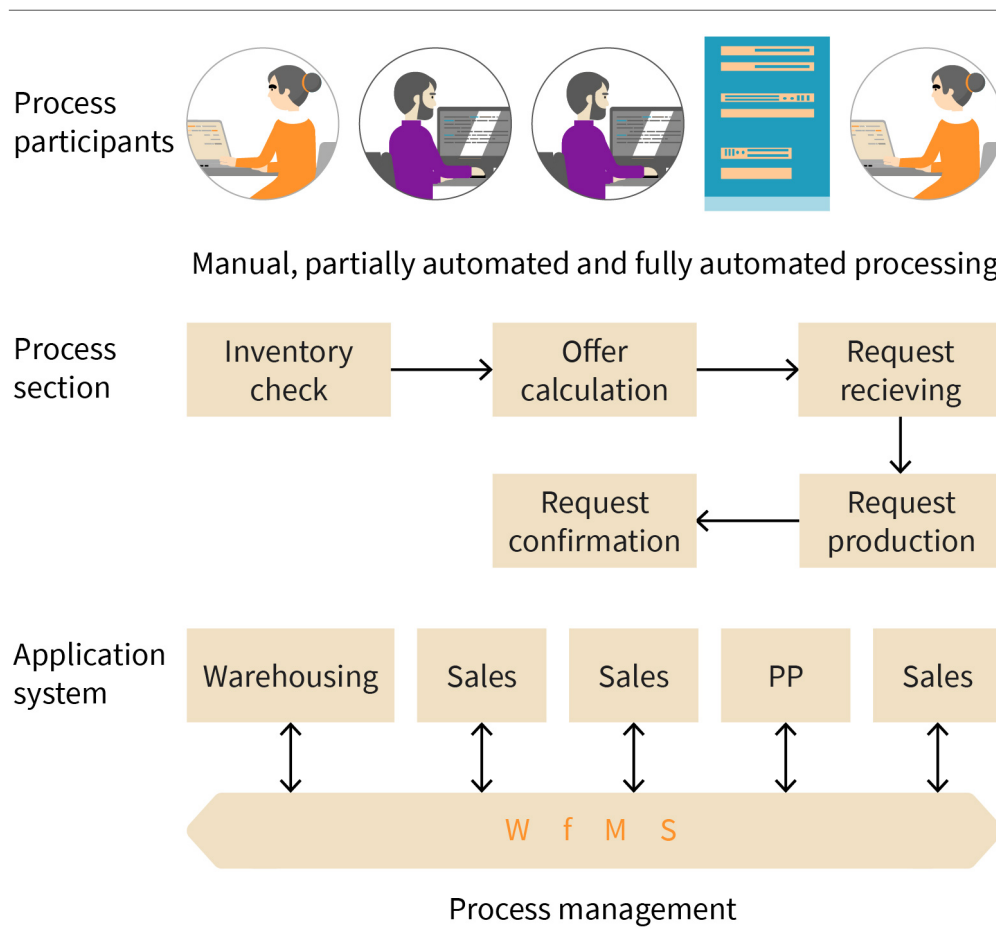 Process
participants
Manual, partially automated and fully automated processing
Process
section
Inventory
check
Offer
calculation
Request
recieving
Request
confirmation
Request
production
Application
system
Warehousing
Sales
Sales
PP
Sales
W f M S
Process management